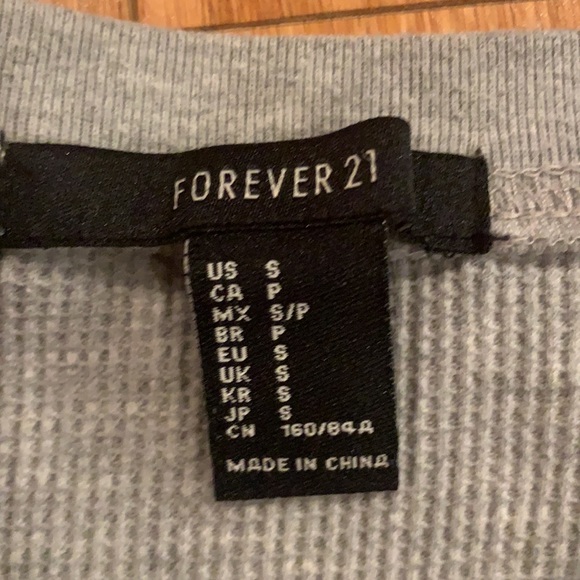 FOREVER 21
US S
CA P
MX S/P
BR P
EU S
UK S
KR S
JP S
CN 160/84A
MADE IN CHINA